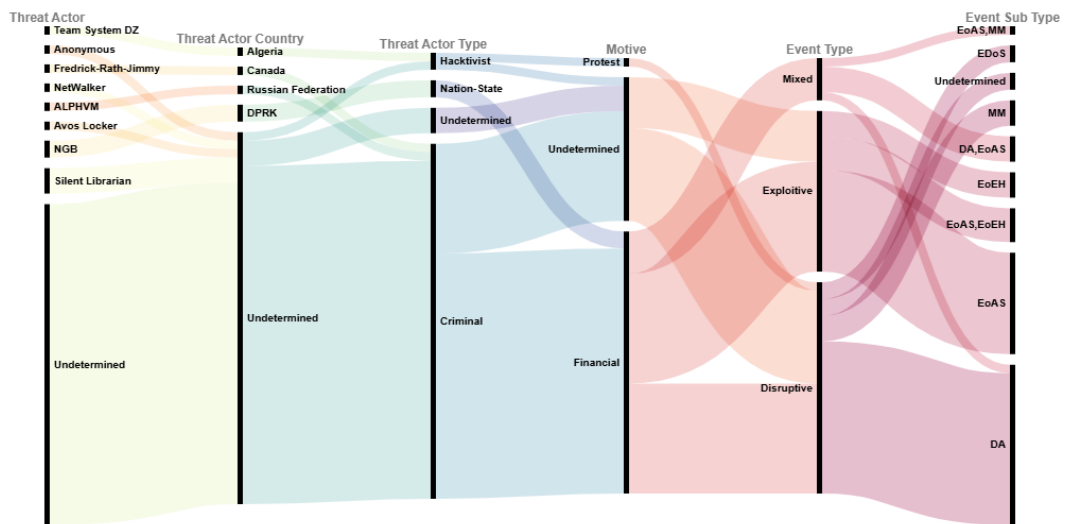 Threat Actor
Team System DZ
Anonymous
Fredrick-Rath-Jimmy
NetWalker
ALPHVM
Avos Locker
NGB
Silent Librarian
Undetermined
Threat Actor Country
Algeria
Canada
Russian Federation
DPRK
Undetermined
Threat Actor Type
Hacktivist
Nation-State
Undetermined
Criminal
Motive
Protest
Undetermined
Financial
Event Type
Mixed
Exploitive
Disruptive
Event Sub Type
EoAS,MM
EDoS
Undetermined
MM
DA,EoAS
EoEH
EoAS,EoEH
EoAS
DA